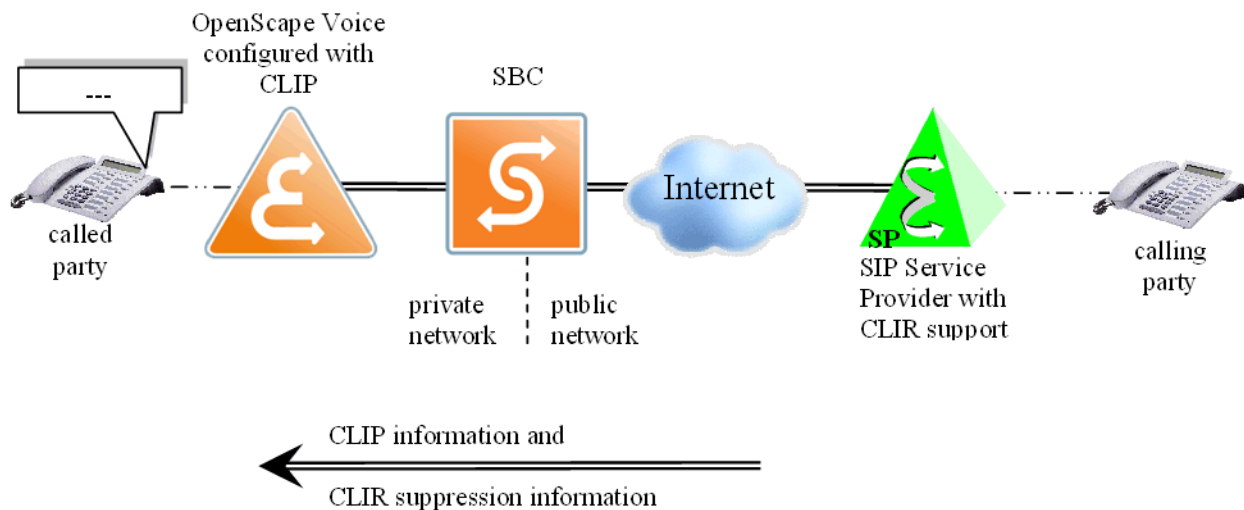 OpenScape Voice
configured with
CLIP
SBC
---
Internet
SP
called
party
SIP Service
Provider with
CLIR support
calling
party
private
network
public
network
CLIP information and
CLIR suppression information